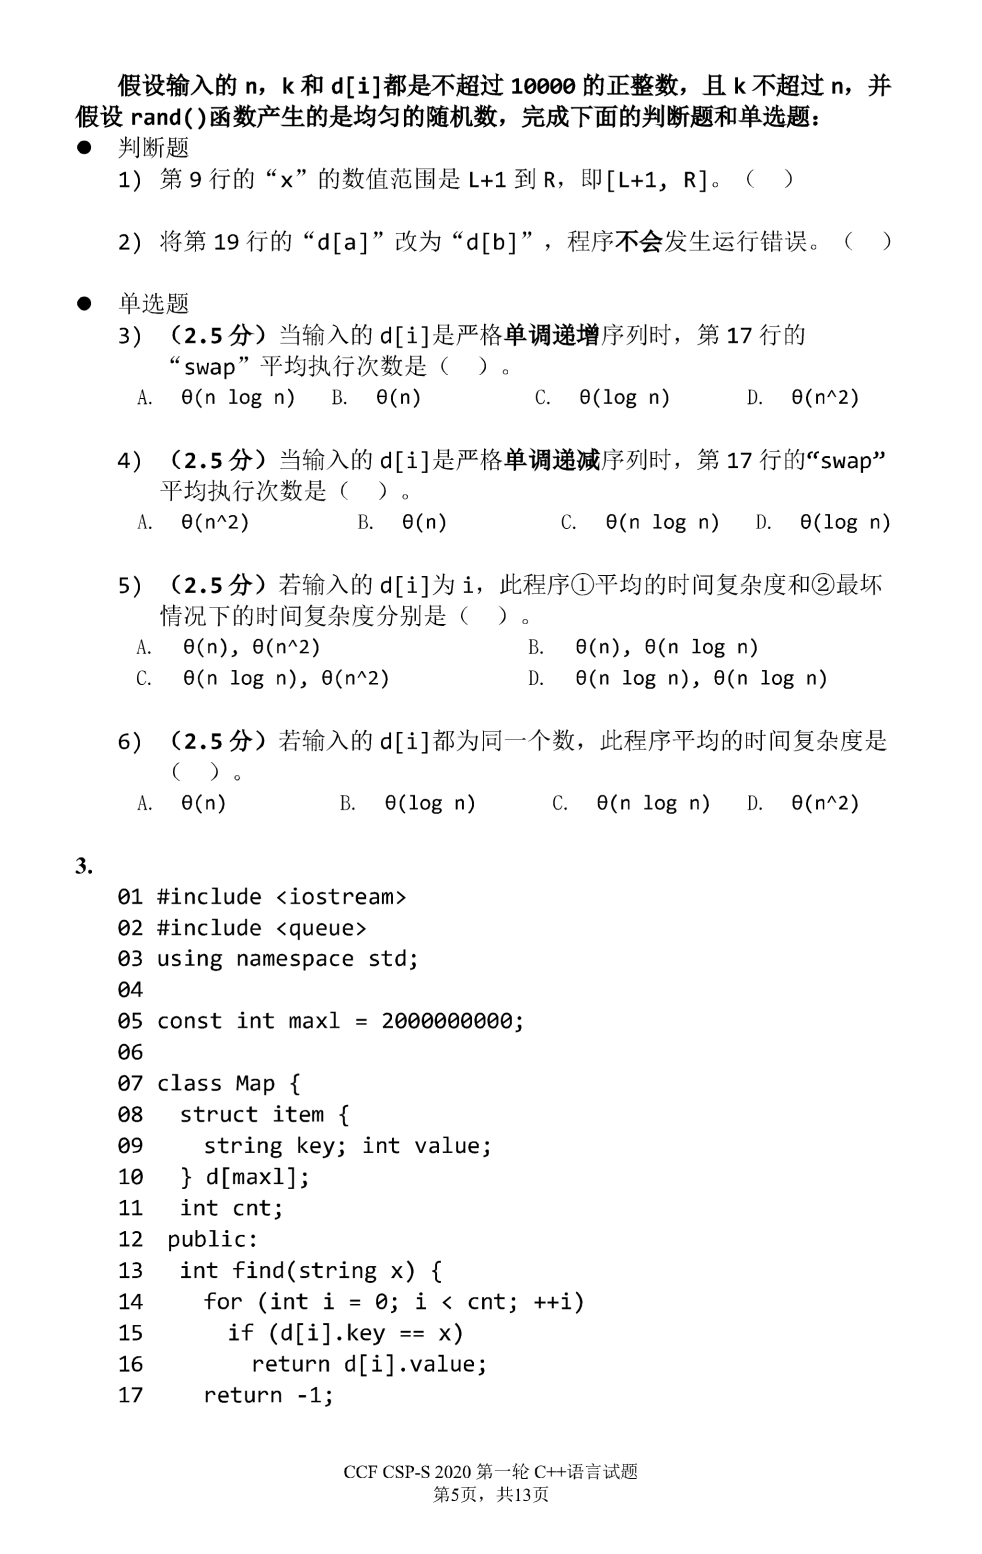 假设输入的 n，k 和 d[i]都是不超过 10000 的正整数，且 k 不超过 n，并
假设 rand()函数产生的是均匀的随机数，完成下面的判断题和单选题：
● 判断题
1) 第 9 行的“x”的数值范围是 L+1 到 R，即[L+1, R]。（ ）
2) 将第 19 行的“d[a]”改为“d[b]”，程序不会发生运行错误。（ ）
● 单选题
3) （2.5 分）当输入的 d[i]是严格单调递增序列时，第 17 行的
“swap”平均执行次数是（ ）。
A. θ(n log n) B. θ(n) C. θ(log n) D. θ(n^2)
4) （2.5 分）当输入的 d[i]是严格单调递减序列时，第 17 行的“swap”
平均执行次数是（ ）。
A. θ(n^2) B. θ(n) C. θ(n log n) D. θ(log n)
5) （2.5 分）若输入的 d[i]为 i，此程序①平均的时间复杂度和②最坏
情况下的时间复杂度分别是（ ）。
A. θ(n), θ(n^2) B. θ(n), θ(n log n)
C. θ(n log n), θ(n^2) D. θ(n log n), θ(n log n)
6) （2.5 分）若输入的 d[i]都为同一个数，此程序平均的时间复杂度是
（ ）。
A. θ(n) B. θ(log n) C. θ(n log n) D. θ(n^2)
3.
01 #include <iostream>
02 #include <queue>
03 using namespace std;
04
05 const int maxl = 2000000000;
06
07 class Map {
08 struct item {
09 string key; int value;
10 } d[maxl];
11 int cnt;
12 public:
13 int find(string x) {
14 for (int i = 0; i < cnt; ++i)
15 if (d[i].key == x)
16 return d[i].value;
17 return -1;
CCF CSP-S 2020 第一轮 C++语言试题
第5页，共13页